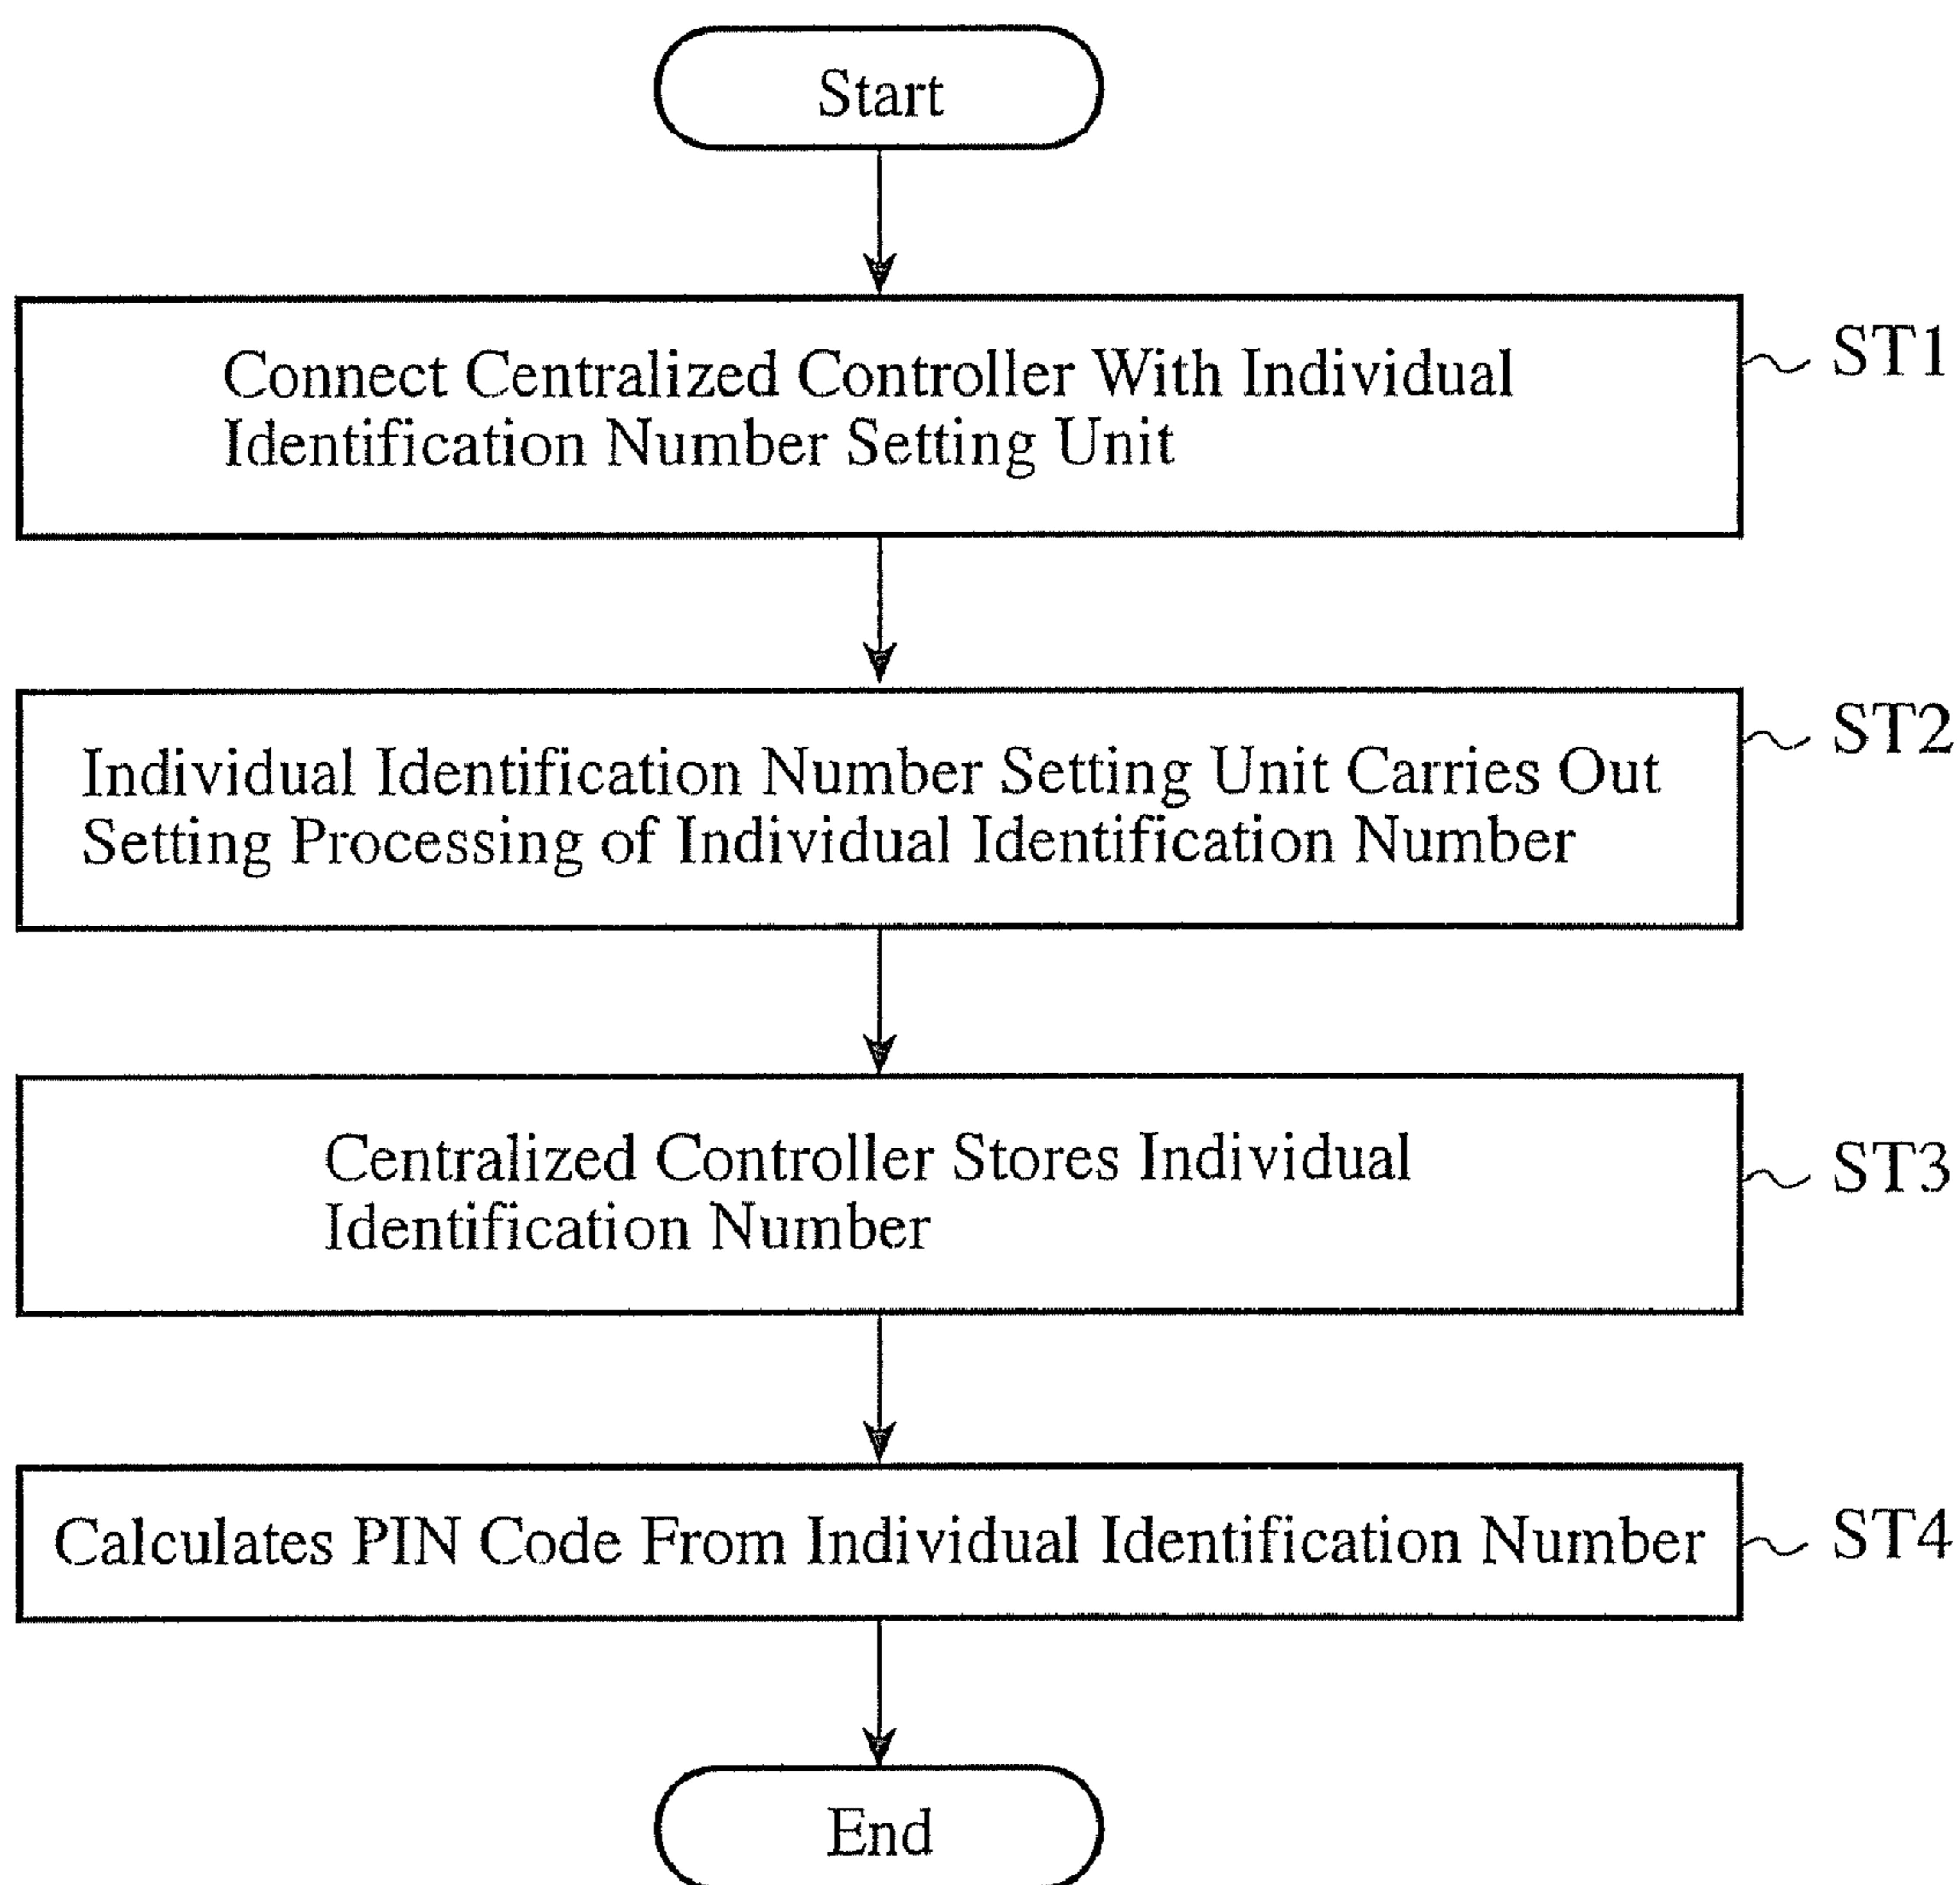 Start
Connect Centralized Controller With Individual
Identification Number Setting Unit
ST1
Individual Identification Number Setting Unit Carries Out
Setting Processing of Individual Identification Number
ST2
Centralized Controller Stores Individual
Identification Number
ST3
Calculates PIN Code From Individual Identification Number
ST4
End